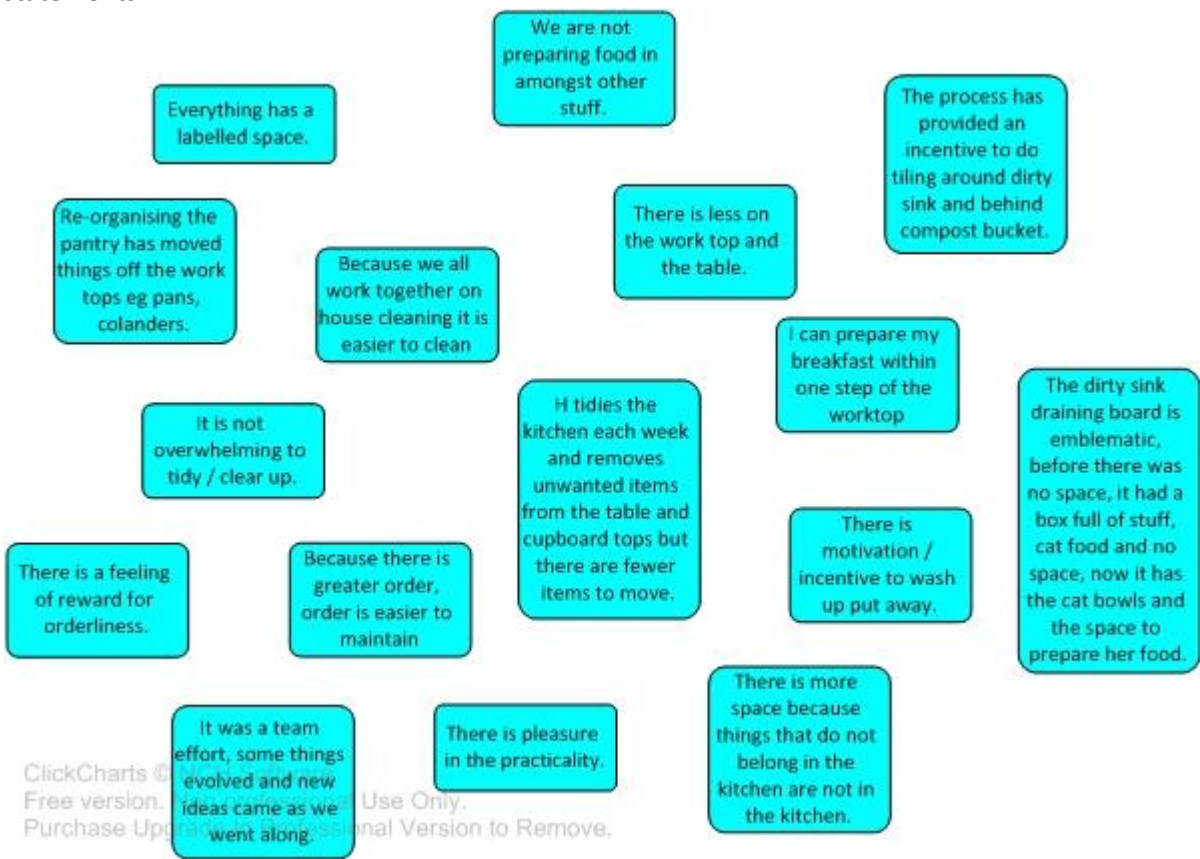 We are not
preparing food in
amongst other
stuff.
Everything has a
labelled space.
The process has
provided an
incentive to do
tiling around dirty
sink and behind
compost bucket.
Re-organising the
pantry has moved
things off the work
tops eg pans,
colanders.
There is less on
the work top and
the table.
Because we all
work together on
house cleaning it is
easier to clean
I can prepare my
breakfast within
one step of the
worktop
The dirty sink
draining board is
emblematic,
before there was
no space, it had a
box full of stuff,
cat food and no
space, now it has
the cat bowls and
the space to
prepare her food.
It is not
overwhelming to
tidy / clear up.
H tidies the
kitchen each week
and removes
unwanted items
from the table and
cupboard tops but
there are fewer
items to move.
There is
motivation /
incentive to wash
up put away.
There is a feeling
of reward for
orderliness.
Because there is
greater order,
order is easier to
maintain
It was a team
effort, some things
evolved and new
ideas came as we
went along.
There is pleasure
in the practicality.
There is more
space because
things that do not
belong in the
kitchen are not in
the kitchen.
ClickCharts © NCH Software
Free version. Non-professional Use Only.
Purchase Upgrade to Professional Version to Remove.